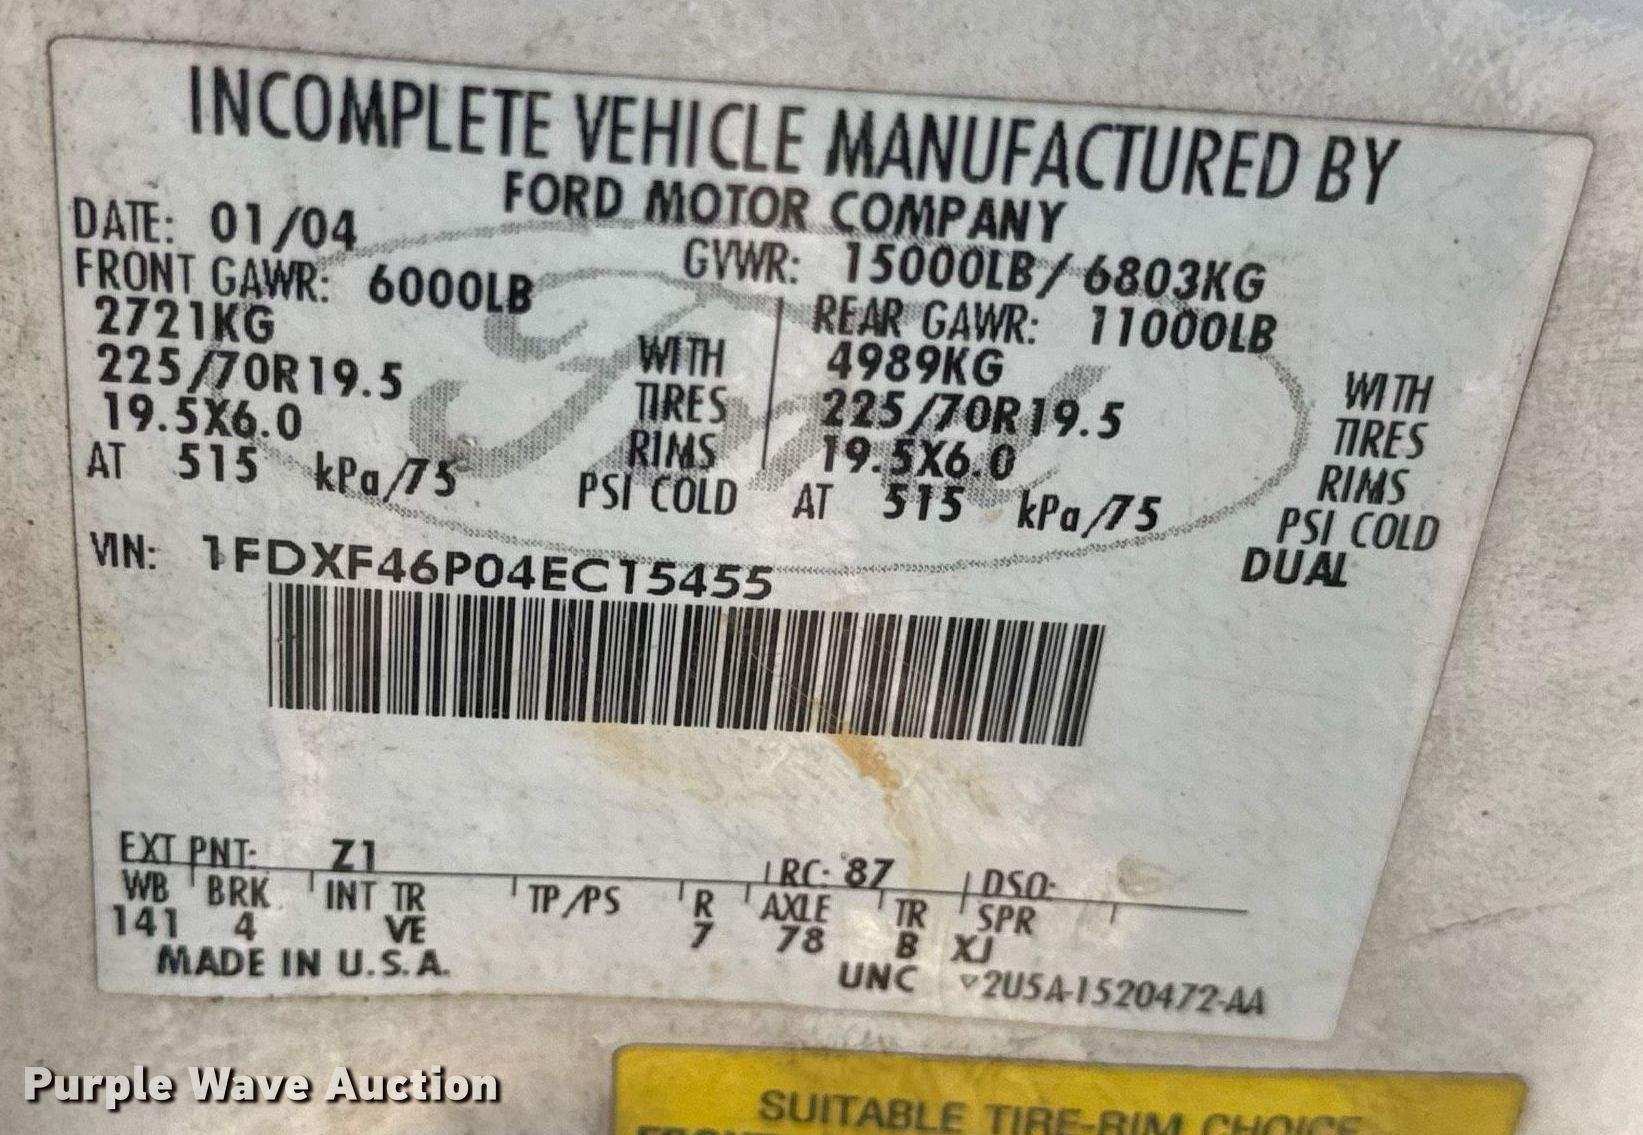 INCOMPLETE VEHICLE MANUFACTURED BY
FORD MOTOR COMPANY
DATE: 01/04
GVWR: 15000LB/6803KG
FRONT GAWR: 6000LB
2721KG WITH
225/70R19.5 TIRES
19.5X6.0 RIMS
AT 515 kPa/75 PSI COLD
REAR GAWR: 11000LB
4989KG WITH
225/70R19.5 TIRES
19.5X6.0 RIMS
AT 515 kPa/75 PSI COLD
DUAL
VIN: 1FDXF46P04EC15455
Ford
EXT PNT: Z1 RC: 87 DSO:
WB BRK INT TR TP/PS R AXLE TR SPR
141 4 VE 7 78 B XJ
MADE IN U.S.A.
UNC ▽2U5A-1520472-AA
SUITABLE TIRE-RIM CHOICE
Purple Wave Auction